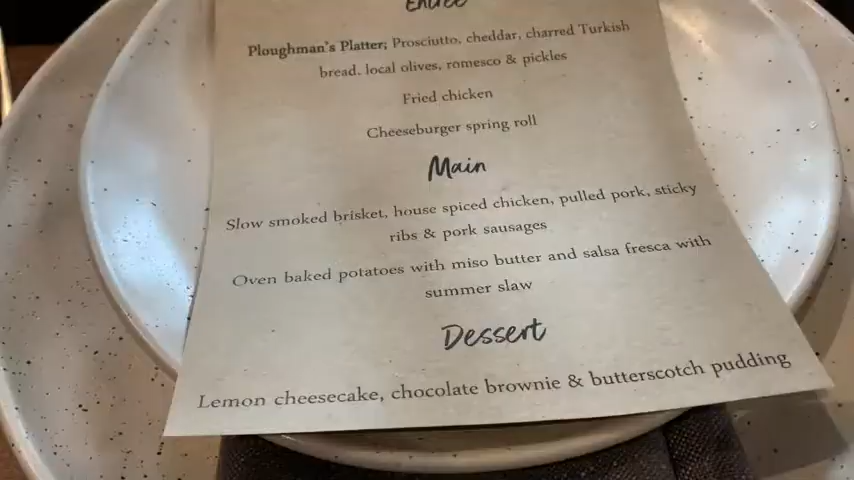 Entrée
Ploughman's Platter; Prosciutto, cheddar, charred Turkish
bread, local olives, romesco & pickles
Fried chicken
Cheeseburger spring roll
Main
Slow smoked brisket, house spiced chicken, pulled pork, sticky
ribs & pork sausages
Oven baked potatoes with miso butter and salsa fresca with
summer slaw
Dessert
Lemon cheesecake, chocolate brownie & butterscotch pudding